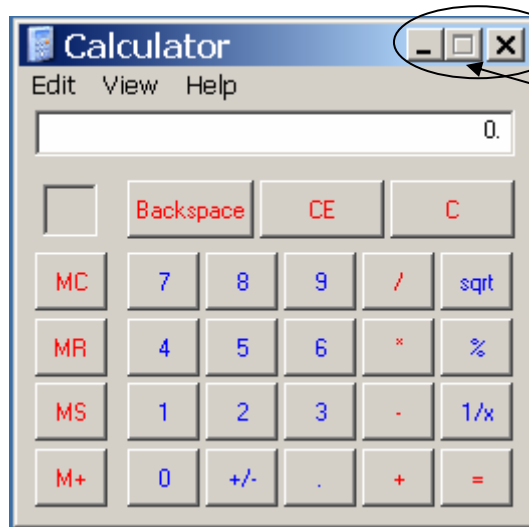 Calculator
Edit View Help
0.
Backspace CE C
MC 7 8 9 / sqrt
MR 4 5 6 * %
MS 1 2 3 - 1/x
M+ 0 +/- . + =